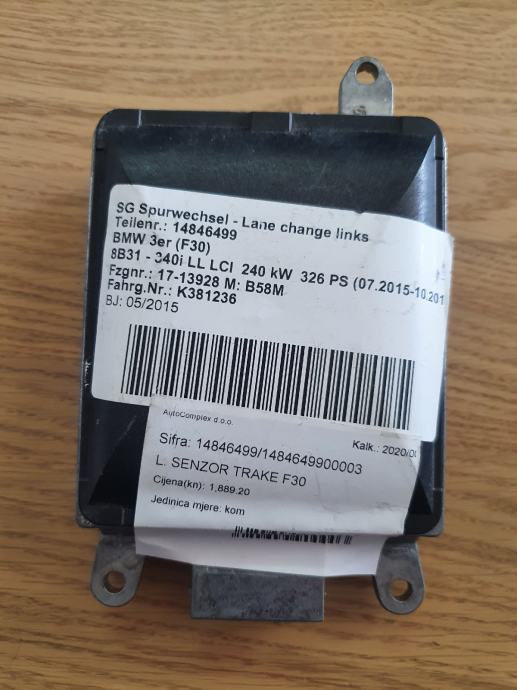 SG Spurwechsel - Lane change links
Teilenr.: 14846499
BMW 3er (F30)
8B31 - 340i LL LCI 240 kW 326 PS (07.2015-10.201
Fzgnr.: 17-13928 M: B58M
Fahrg.Nr.: K381236
BJ: 05/2015
AutoComplex d.o.o.
Kalk.: 2020/00
Sifra: 14846499/1484649900003
L. SENZOR TRAKE F30
Cijena(kn): 1,889.20
Jedinica mjere: kom